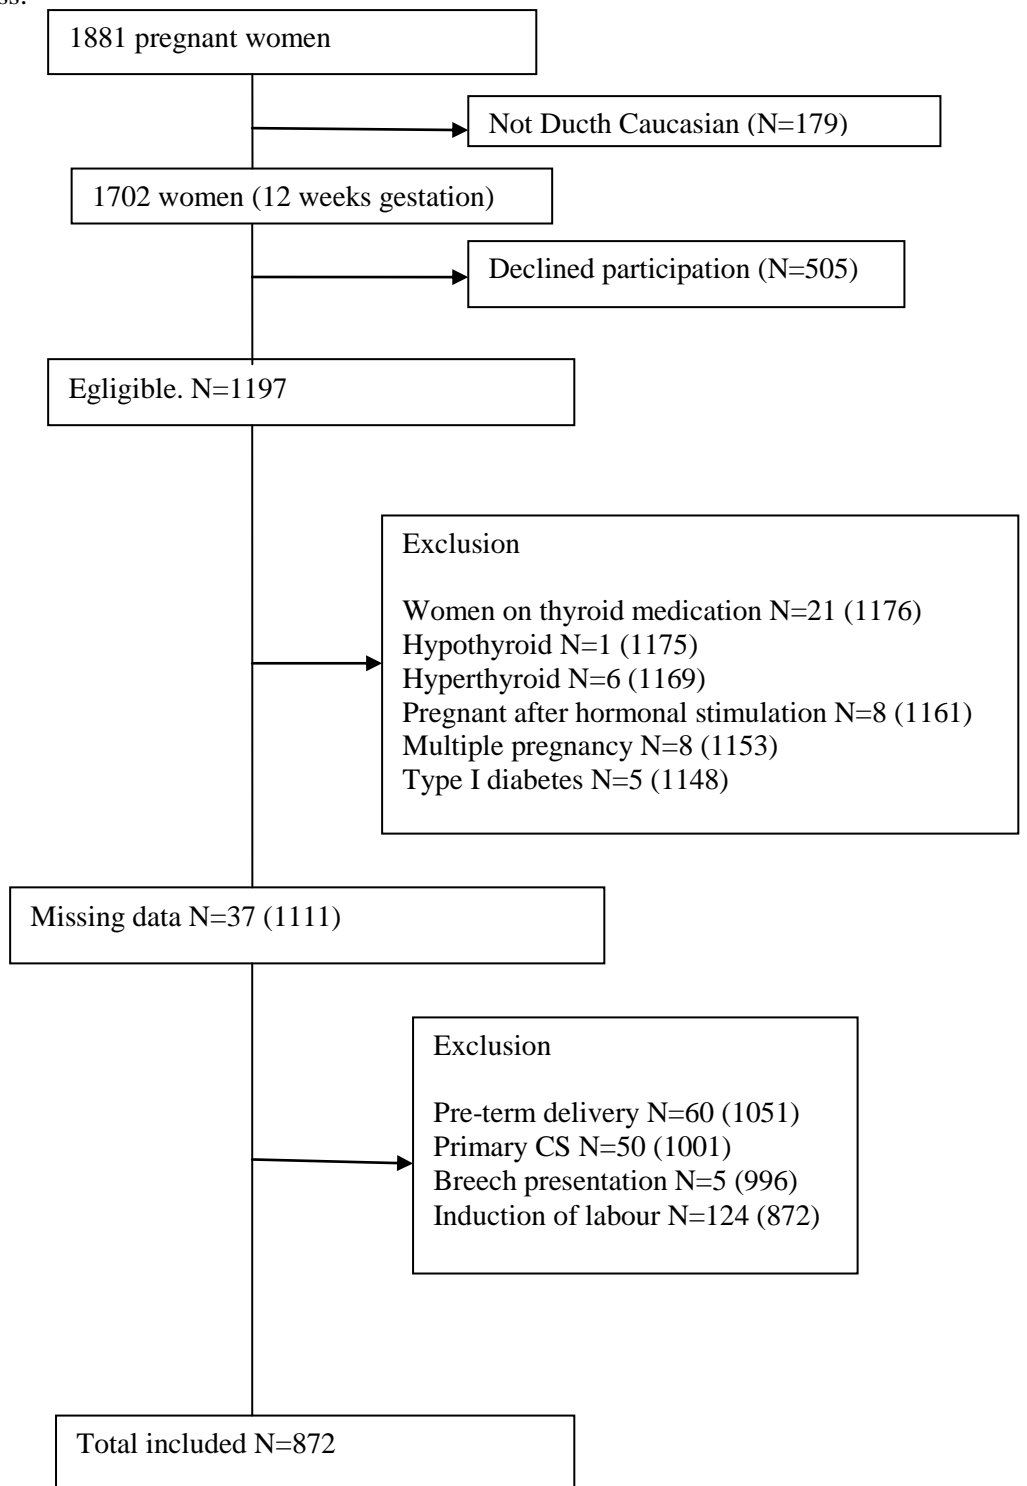 ss.
1881 pregnant women
Not Ducth Caucasian (N=179)
1702 women (12 weeks gestation)
Declined participation (N=505)
Egligible. N=1197
Exclusion
Women on thyroid medication N=21 (1176)
Hypothyroid N=1 (1175)
Hyperthyroid N=6 (1169)
Pregnant after hormonal stimulation N=8 (1161)
Multiple pregnancy N=8 (1153)
Type I diabetes N=5 (1148)
Missing data N=37 (1111)
Exclusion
Pre-term delivery N=60 (1051)
Primary CS N=50 (1001)
Breech presentation N=5 (996)
Induction of labour N=124 (872)
Total included N=872